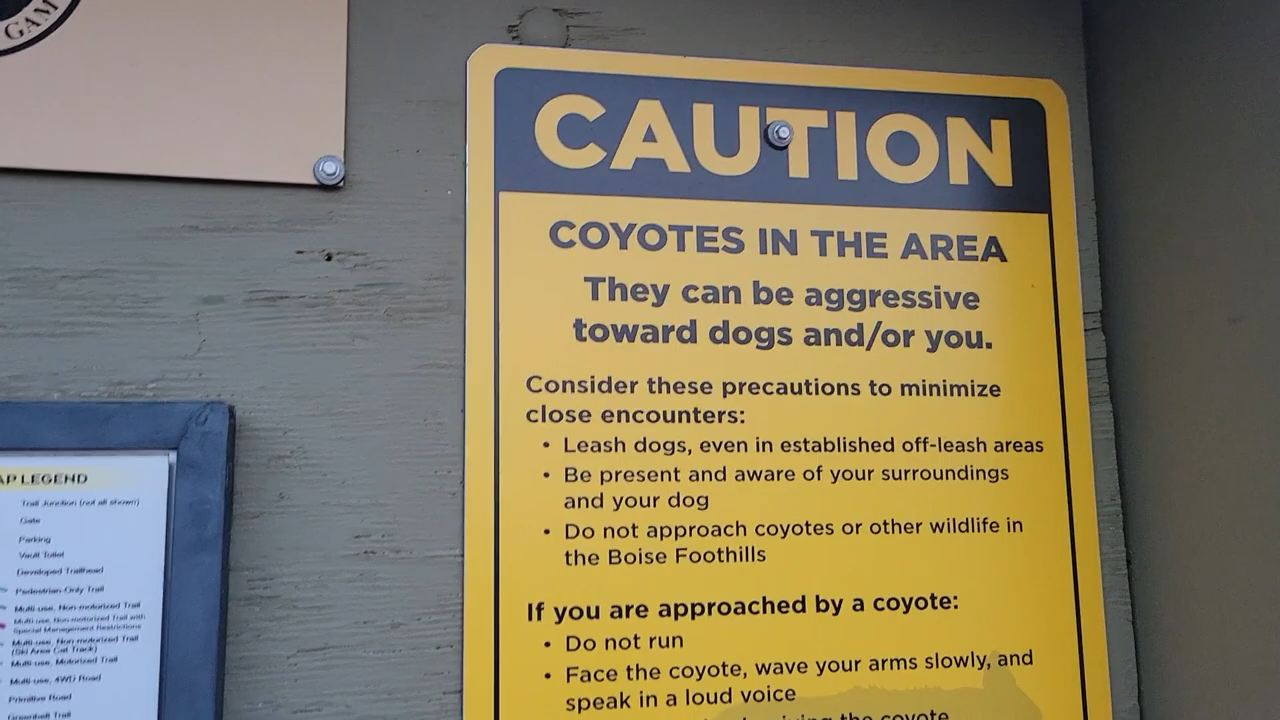 GAM
CAUTION
COYOTES IN THE AREA
They can be aggressive
toward dogs and/or you.
Consider these precautions to minimize
close encounters:
• Leash dogs, even in established off-leash areas
• Be present and aware of your surroundings
and your dog
• Do not approach coyotes or other wildlife in
the Boise Foothills
If you are approached by a coyote:
• Do not run
• Face the coyote, wave your arms slowly, and
speak in a loud voice
the coyote
AP LEGEND
Trail Junction (not all shown)
Gate
Parking
Vault Toilet
Developed Trailhead
Pedestrian-Only Trail
Multi-use, Non-motorized Trail
Multi-use, Non-motorized Trail with
Special Management Restrictions
Multi-use, Non-motorized Trail
(Ski Area Cat Track)
Multi-use, Motorized Trail
Multi-use, 4WD Road
Primitive Road
Greenbelt Trail